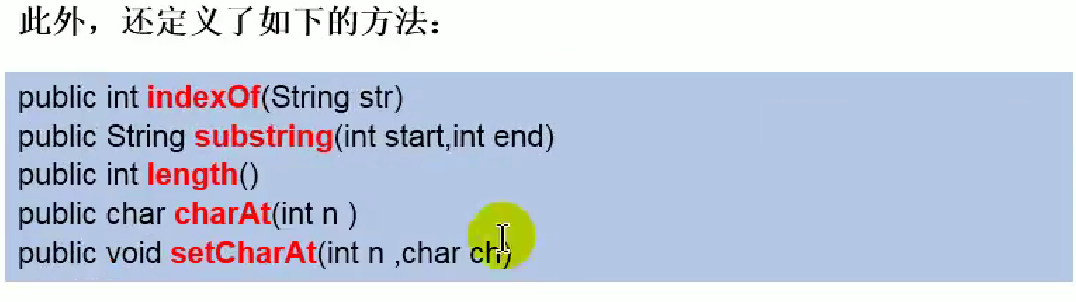 此外，还定义了如下的方法：
public int indexOf(String str)
public String substring(int start,int end)
public int length()
public char charAt(int n )
public void setCharAt(int n ,char ch)